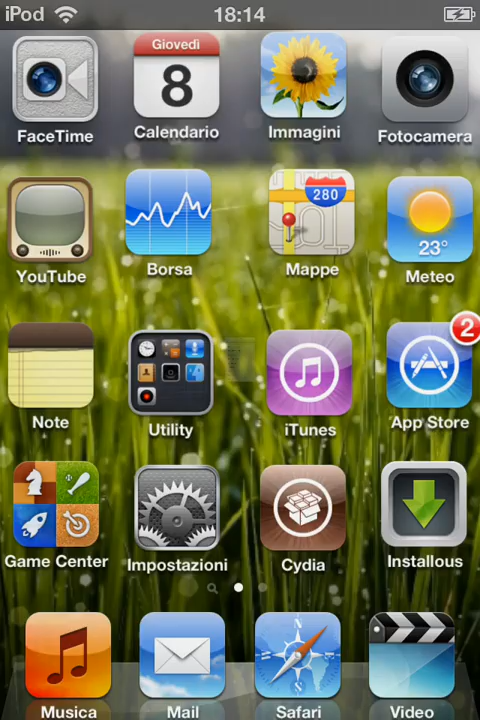 iPod 18:14
Giovedì
8
FaceTime Calendario Immagini Fotocamera
280
23°
YouTube Borsa Mappe Meteo
2
Note Utility iTunes App Store
Game Center Impostazioni Cydia Installous
N
S
Musica Mail Safari Video